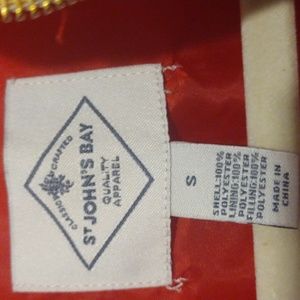 CLASSIC CRAFTED
ST JOHN'S BAY
QUALITY
APPAREL
S
SHELL:100%
POLYESTER
LINING:100%
POLYESTER
FILLING:100%
POLYESTER
MADE IN
CHINA